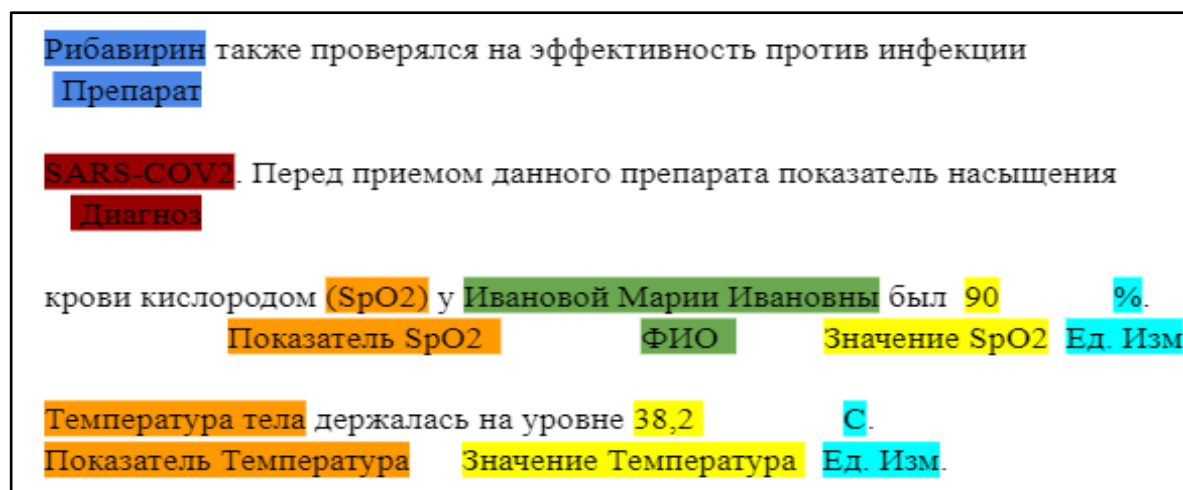 Рибавирин также проверялся на эффективность против инфекции
Препарат
SARS-COV2. Перед приемом данного препарата показатель насыщения
Диагноз
крови кислородом (SpO2) у Ивановой Марии Ивановны был 90 %.
Показатель SpO2 ФИО Значение SpO2 Ед. Изм
Температура тела держалась на уровне 38,2 С.
Показатель Температура Значение Температура Ед. Изм.